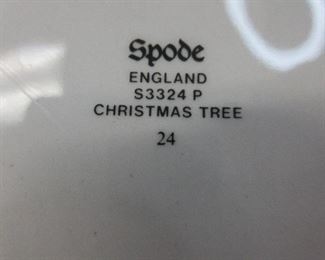 Spode
ENGLAND
S3324 P
CHRISTMAS TREE
24